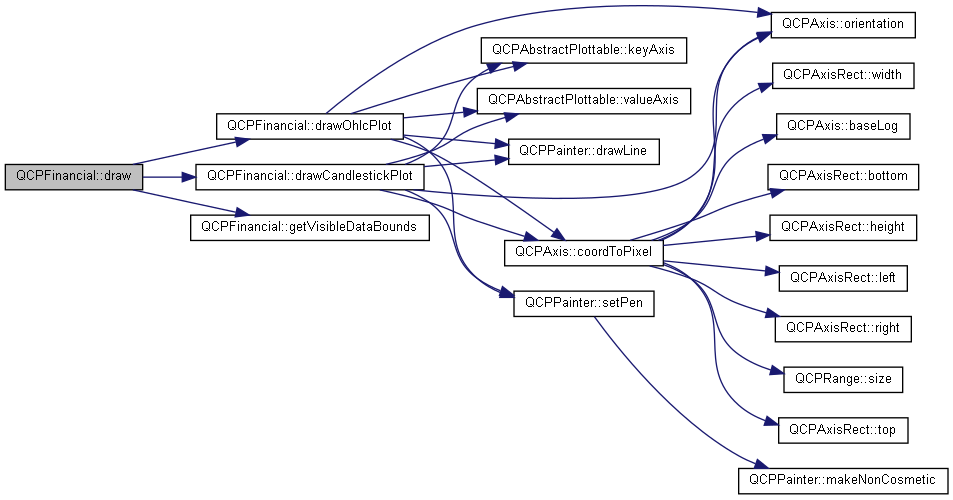 QCPFinancial::draw
QCPFinancial::drawOhlcPlot
QCPFinancial::drawCandlestickPlot
QCPFinancial::getVisibleDataBounds
QCPAbstractPlottable::keyAxis
QCPAbstractPlottable::valueAxis
QCPPainter::drawLine
QCPAxis::coordToPixel
QCPPainter::setPen
QCPAxis::orientation
QCPAxisRect::width
QCPAxis::baseLog
QCPAxisRect::bottom
QCPAxisRect::height
QCPAxisRect::left
QCPAxisRect::right
QCPRange::size
QCPAxisRect::top
QCPPainter::makeNonCosmetic